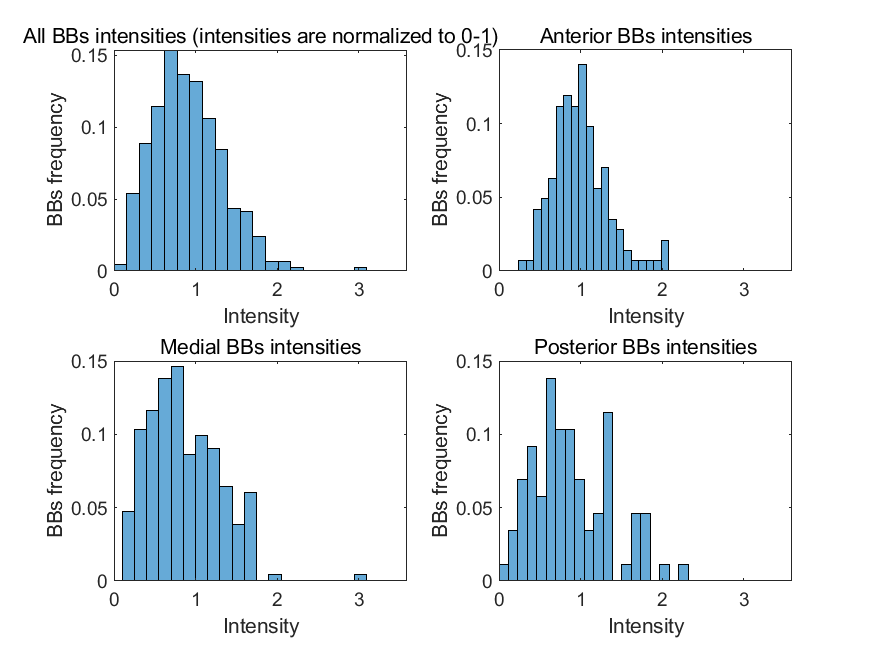 All BBs intensities (intensities are normalized to 0-1)
0.15
0.1
0.05
0
BBs frequency
0 1 2 3
Intensity
Anterior BBs intensities
0.15
0.1
0.05
0
BBs frequency
0 1 2 3
Intensity
Medial BBs intensities
0.15
0.1
0.05
0
BBs frequency
0 1 2 3
Intensity
Posterior BBs intensities
0.15
0.1
0.05
0
BBs frequency
0 1 2 3
Intensity